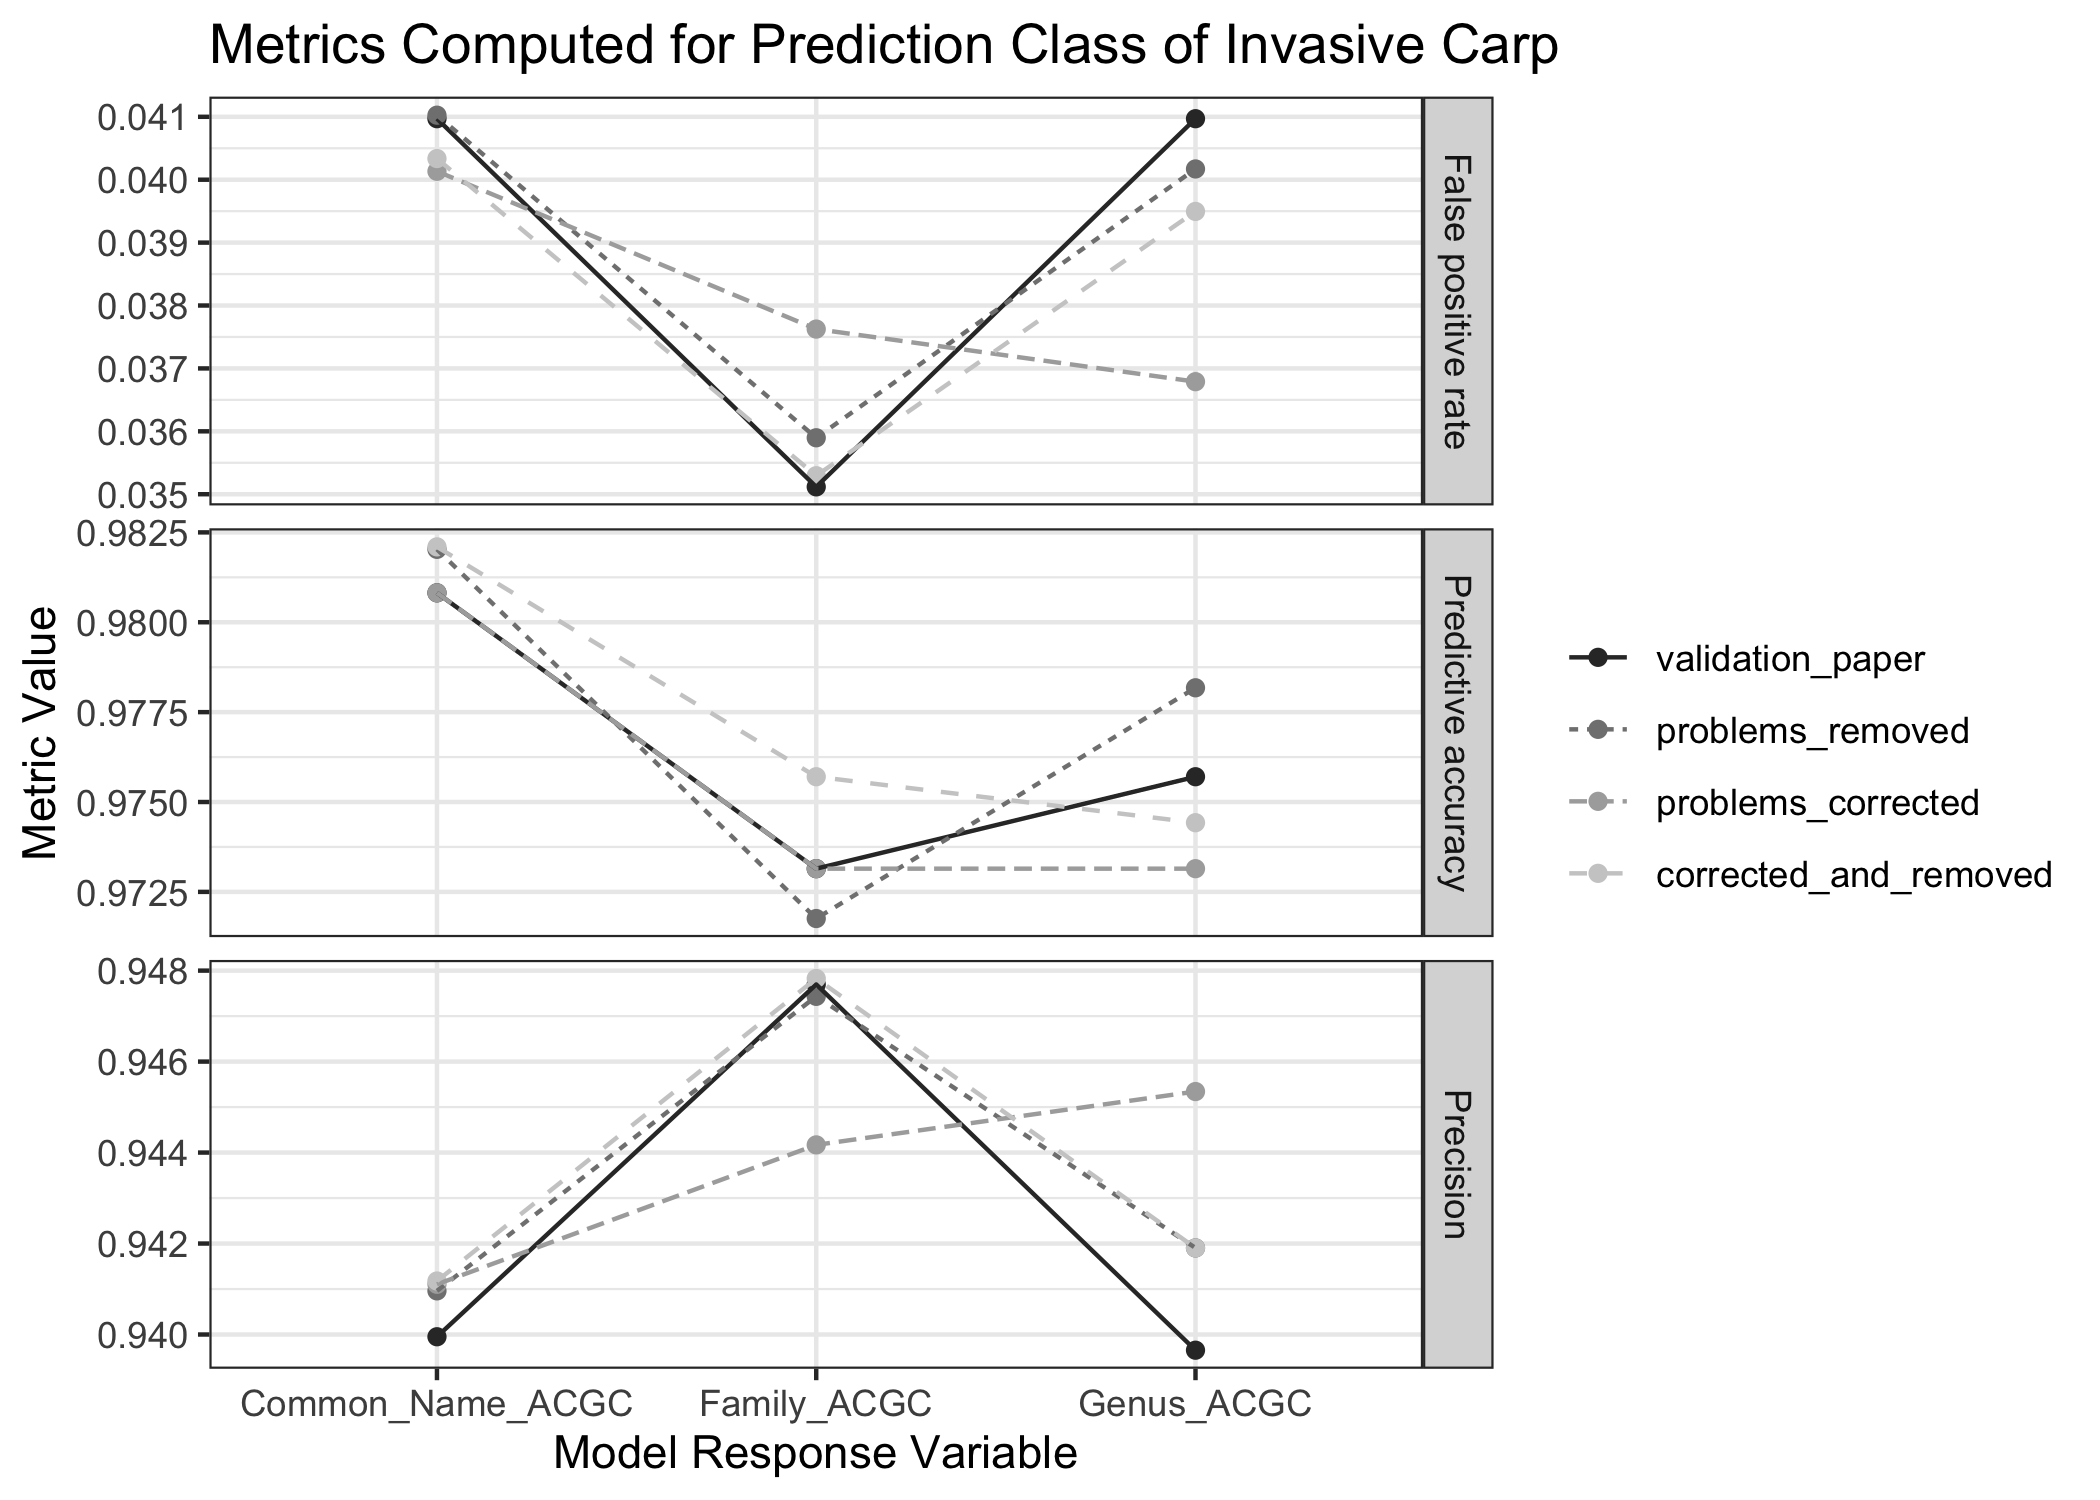 Metrics Computed for Prediction Class of Invasive Carp
0.041
0.040
0.039
0.038
0.037
0.036
0.035
False positive rate
0.9825
0.9800
0.9775
0.9750
0.9725
Predictive accuracy
0.948
0.946
0.944
0.942
0.940
Precision
Metric Value
Common_Name_ACGC
Family_ACGC
Genus_ACGC
Model Response Variable
validation_paper
problems_removed
problems_corrected
corrected_and_removed